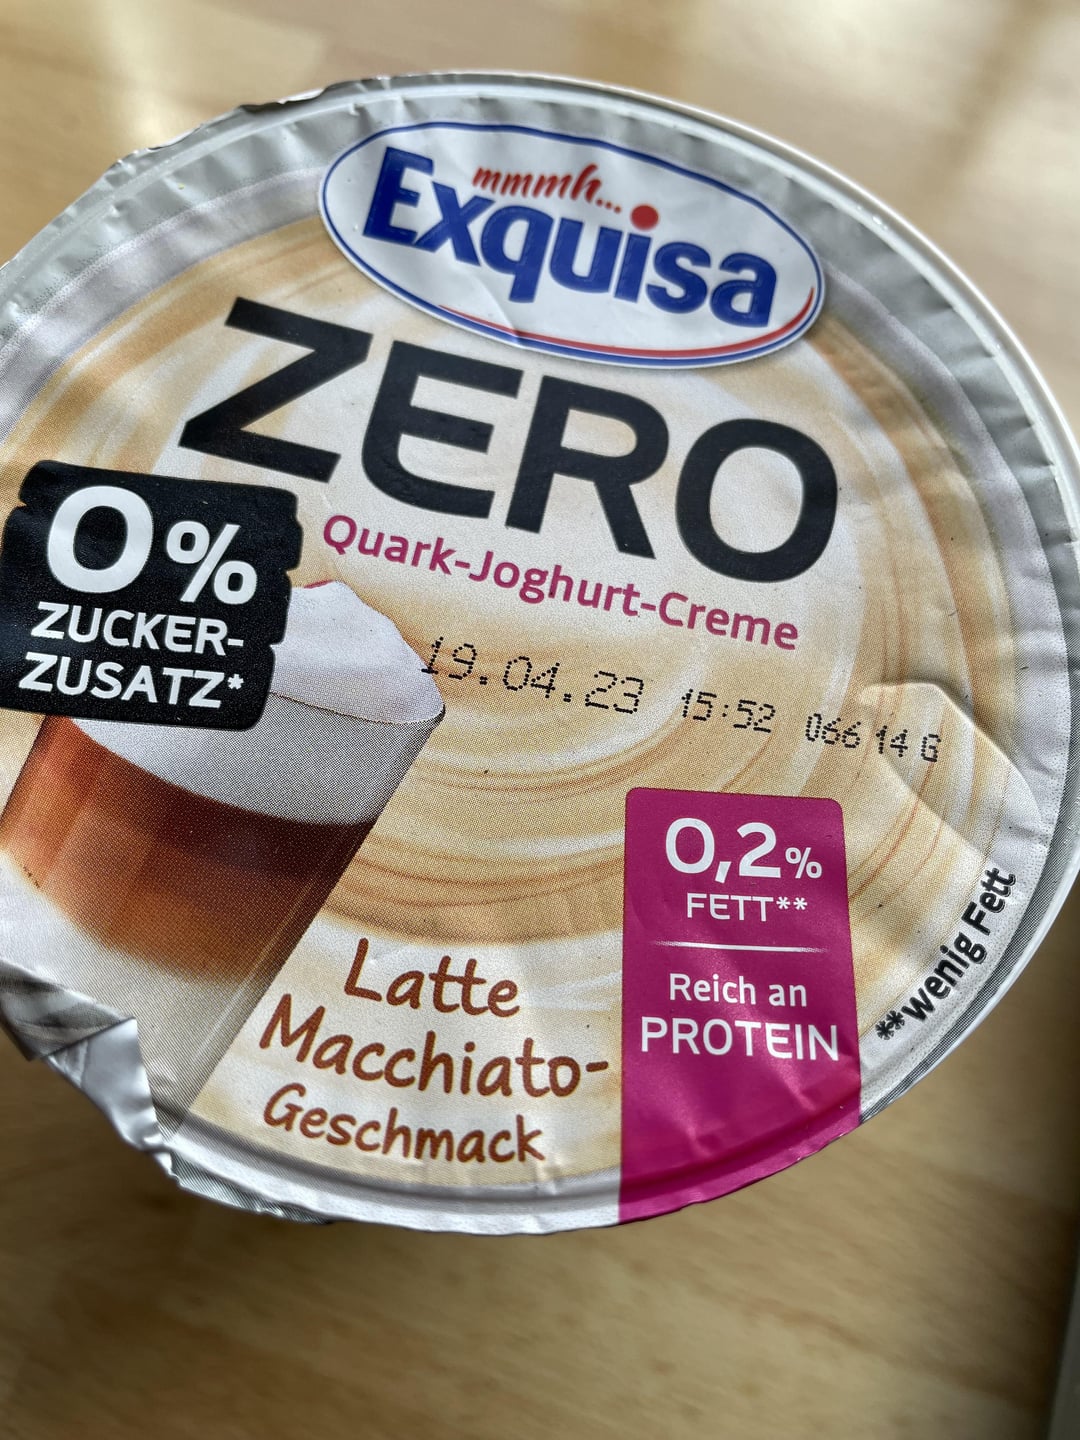 mmmh...
Exquisa
ZERO
Quark-Joghurt-Creme
0%
ZUCKER-
ZUSATZ*
19.04.23 15:52 066 14 G
0,2%
FETT**
Reich an
PROTEIN
**wenig Fett
Latte
Macchiato-
Geschmack